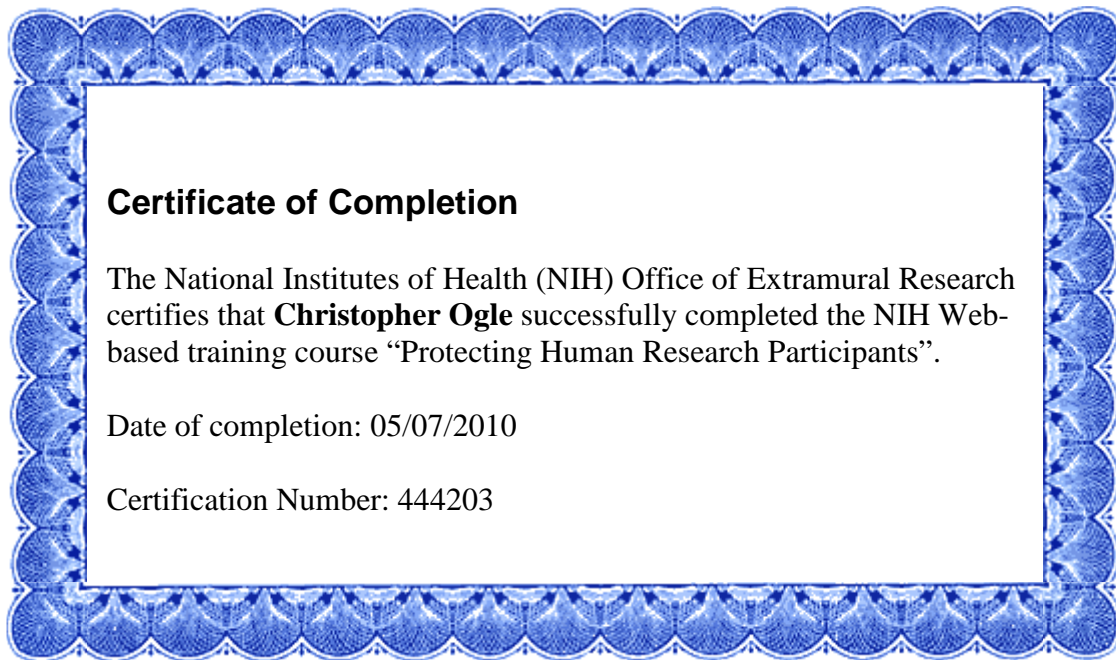 Certificate of Completion
The National Institutes of Health (NIH) Office of Extramural Research
certifies that Christopher Ogle successfully completed the NIH Web-
based training course “Protecting Human Research Participants”.
Date of completion: 05/07/2010
Certification Number: 444203